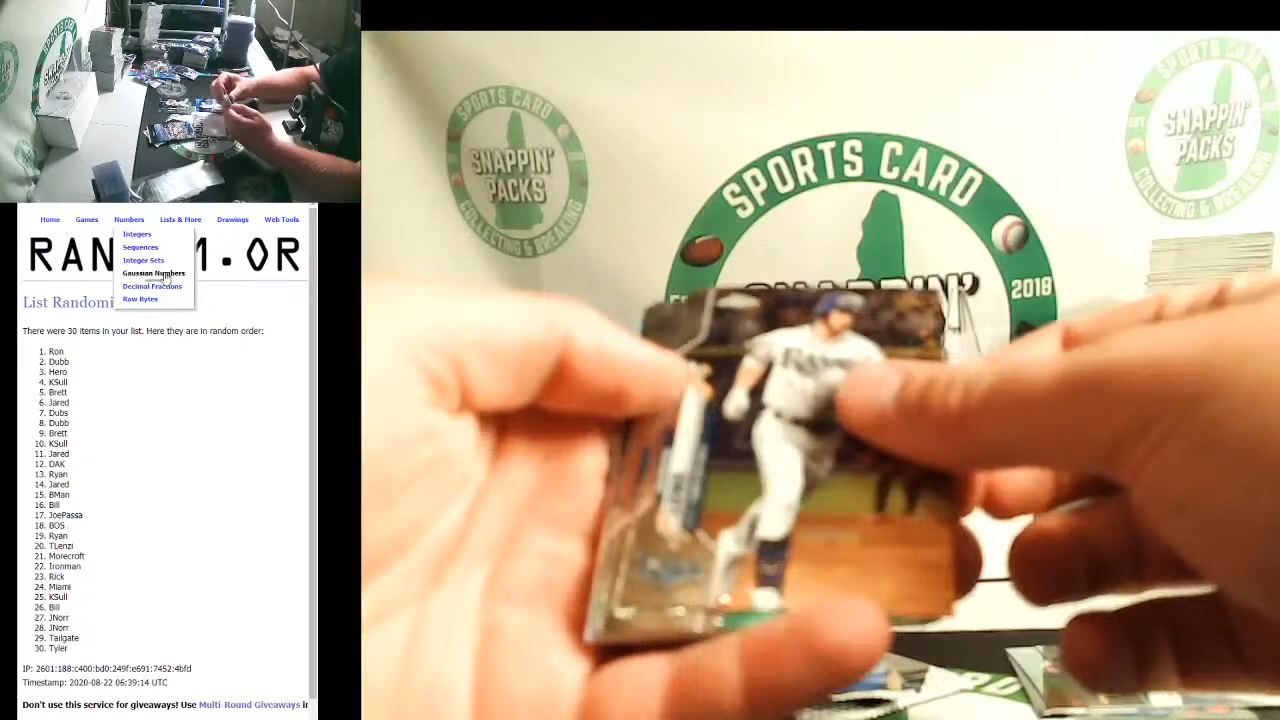 Home Games Numbers Lists & More Drawings Web Tools
Integers
Sequences
Integer Sets
Gaussian Numbers
Decimal Fractions
Raw Bytes
List Randomi
There were 30 items in your list. Here they are in random order:
1. Ron
2. Dubb
3. Hero
4. KSull
5. Brett
6. Jared
7. Dubs
8. Dubb
9. Brett
10. KSull
11. Jared
12. DAK
13. Ryan
14. Jared
15. BMan
16. Bill
17. JoePassa
18. BOS
19. Ryan
20. TLenzi
21. Morecroft
22. Ironman
23. Rick
24. Miami
25. KSull
26. Bill
27. JNorr
28. JNorr
29. Tailgate
30. Tyler
IP: 2601:188:c400:bd0:249f:e691:7452:4bfd
Timestamp: 2020-08-22 06:39:14 UTC
Don't use this service for giveaways! Use Multi-Round Giveaways in
SPORTS CARD
SNAPPIN'
PACKS
COLLECTING & BREAKING
SPORTS CARD
2018
SNAPPIN'
SPORTS CARD
SNAPPIN'
PACKS
COLLECTING & BREAKING